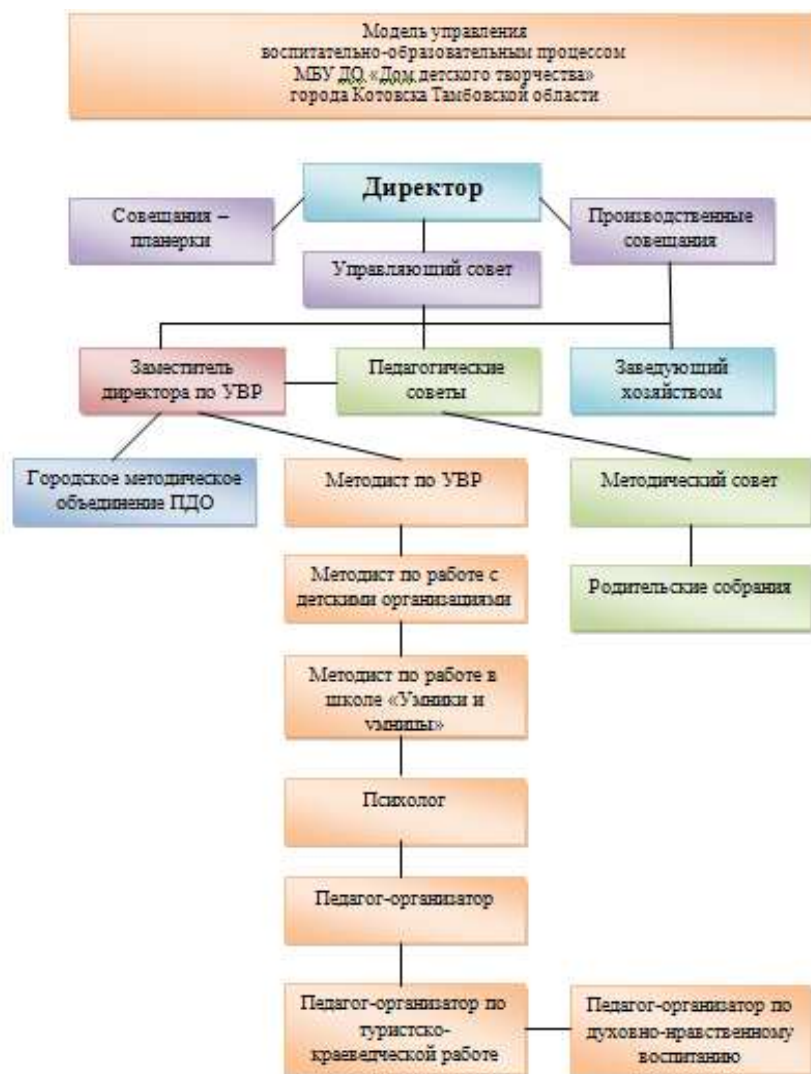 Модель управления
воспитательно-образовательным процессом
МБУ ДО «Дом детского творчества»
города Котовска Тамбовской области
Директор
Совещания –
планерки
Производственные
совещания
Управляющий совет
Заместитель
директора по УВР
Педагогические
советы
Заведующий
хозяйством
Городское методическое
объединение ПДО
Методист по УВР
Методический совет
Методист по работе с
детскими организациями
Родительские собрания
Методист по работе в
школе «Умники и
умницы»
Психолог
Педагог-организатор
Педагог-организатор по
туристско-
краеведческой работе
Педагог-организатор по
духовно-нравственному
воспитанию